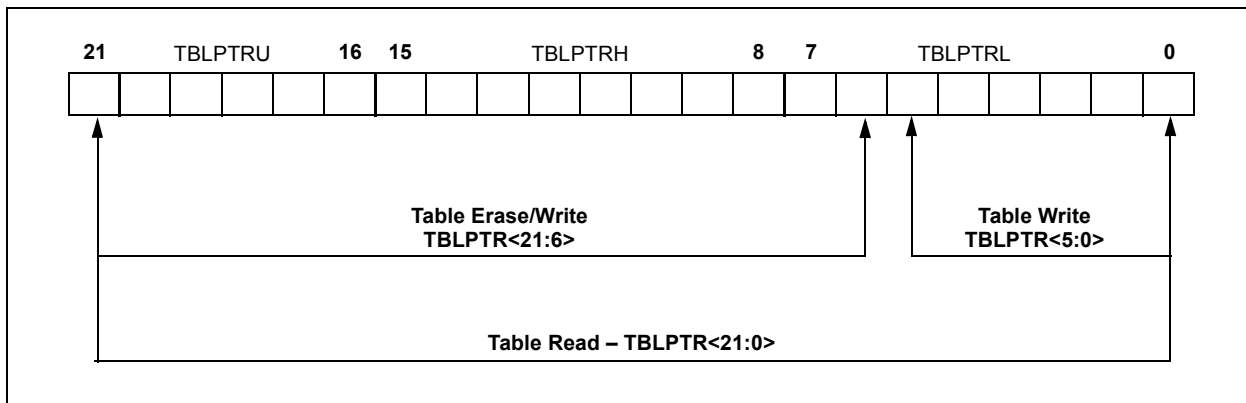 21 TBLPTRU 16 15 TBLPTRH 8 7 TBLPTRL 0
Table Erase/Write
TBLPTR<21:6>
Table Write
TBLPTR<5:0>
Table Read – TBLPTR<21:0>